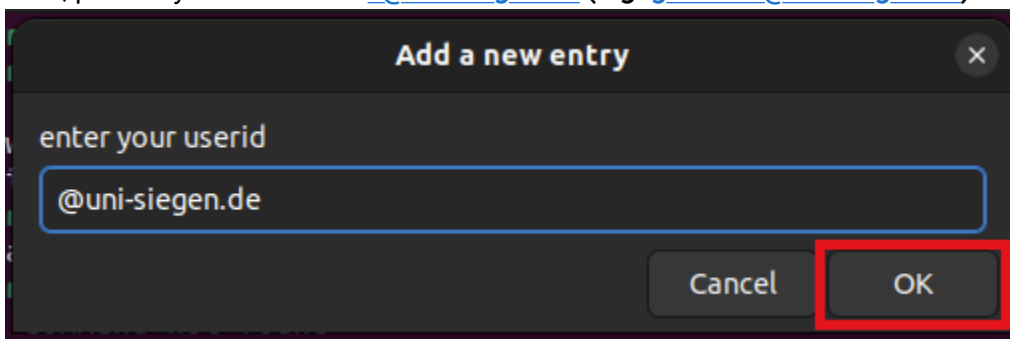 Add a new entry
enter your userid
@uni-siegen.de
Cancel
OK